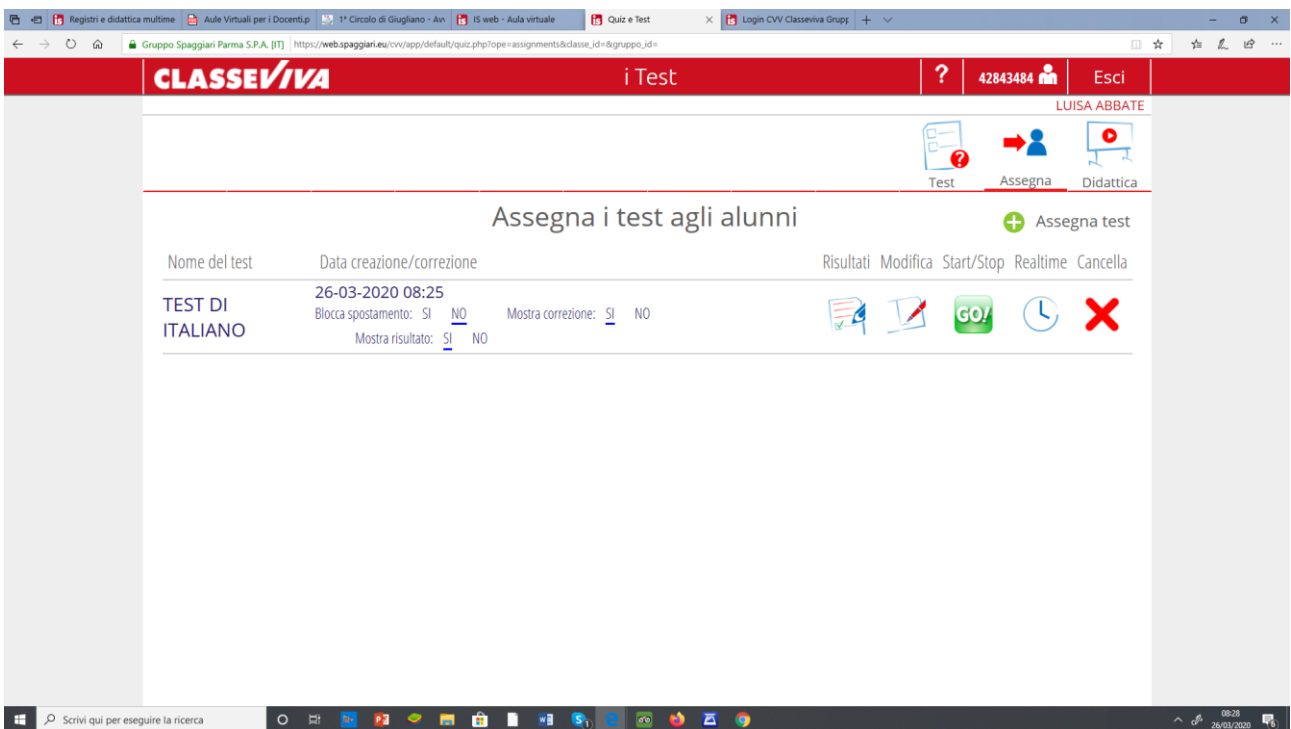 Registri e didattica multime
Aule Virtuali per i Docenti.p
1° Circolo di Giugliano - Avv
IS web - Aula virtuale
Quiz e Test
Login CVV Classeviva Grupp
Gruppo Spaggiari Parma S.P.A. [IT]
https://web.spaggiari.eu/cvv/app/default/quiz.php?ope=assignments&classe_id=&gruppo_id=
CLASSEVIVA
i Test
?
42843484
Esci
LUISA ABBATE
Test
Assegna
Didattica
Assegna i test agli alunni
Assegna test
Nome del test
Data creazione/correzione
Risultati
Modifica
Start/Stop
Realtime
Cancella
TEST DI
ITALIANO
26-03-2020 08:25
Blocca spostamento: SI NO
Mostra correzione: SI NO
Mostra risultato: SI NO
GO!
Scrivi qui per eseguire la ricerca
08:28
26/03/2020